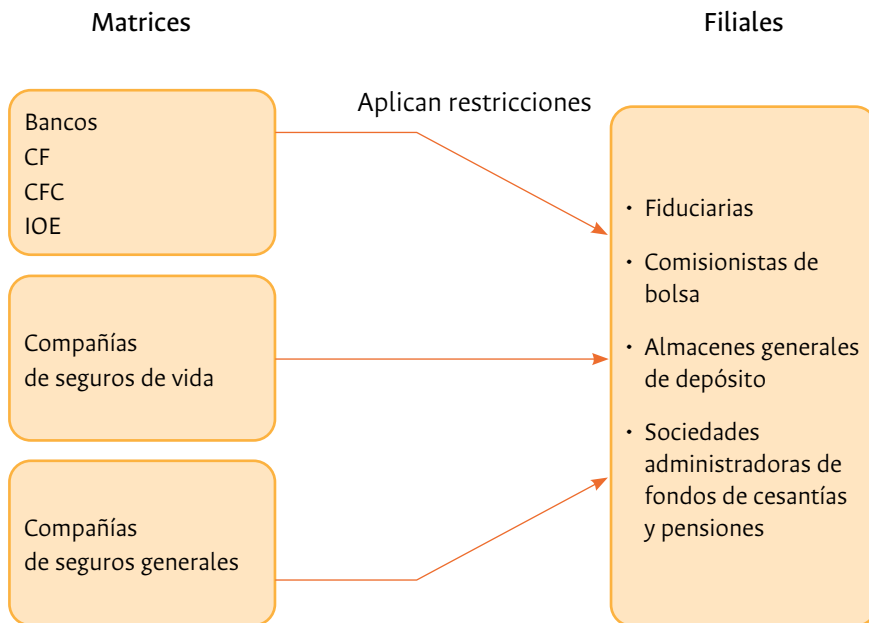 Matrices
Filiales
Aplican restricciones
Bancos
CF
CFC
IOE
Compañías
de seguros de vida
Compañías
de seguros generales
• Fiduciarias
• Comisionistas de
bolsa
• Almacenes generales
de depósito
• Sociedades
administradoras de
fondos de cesantías
y pensiones